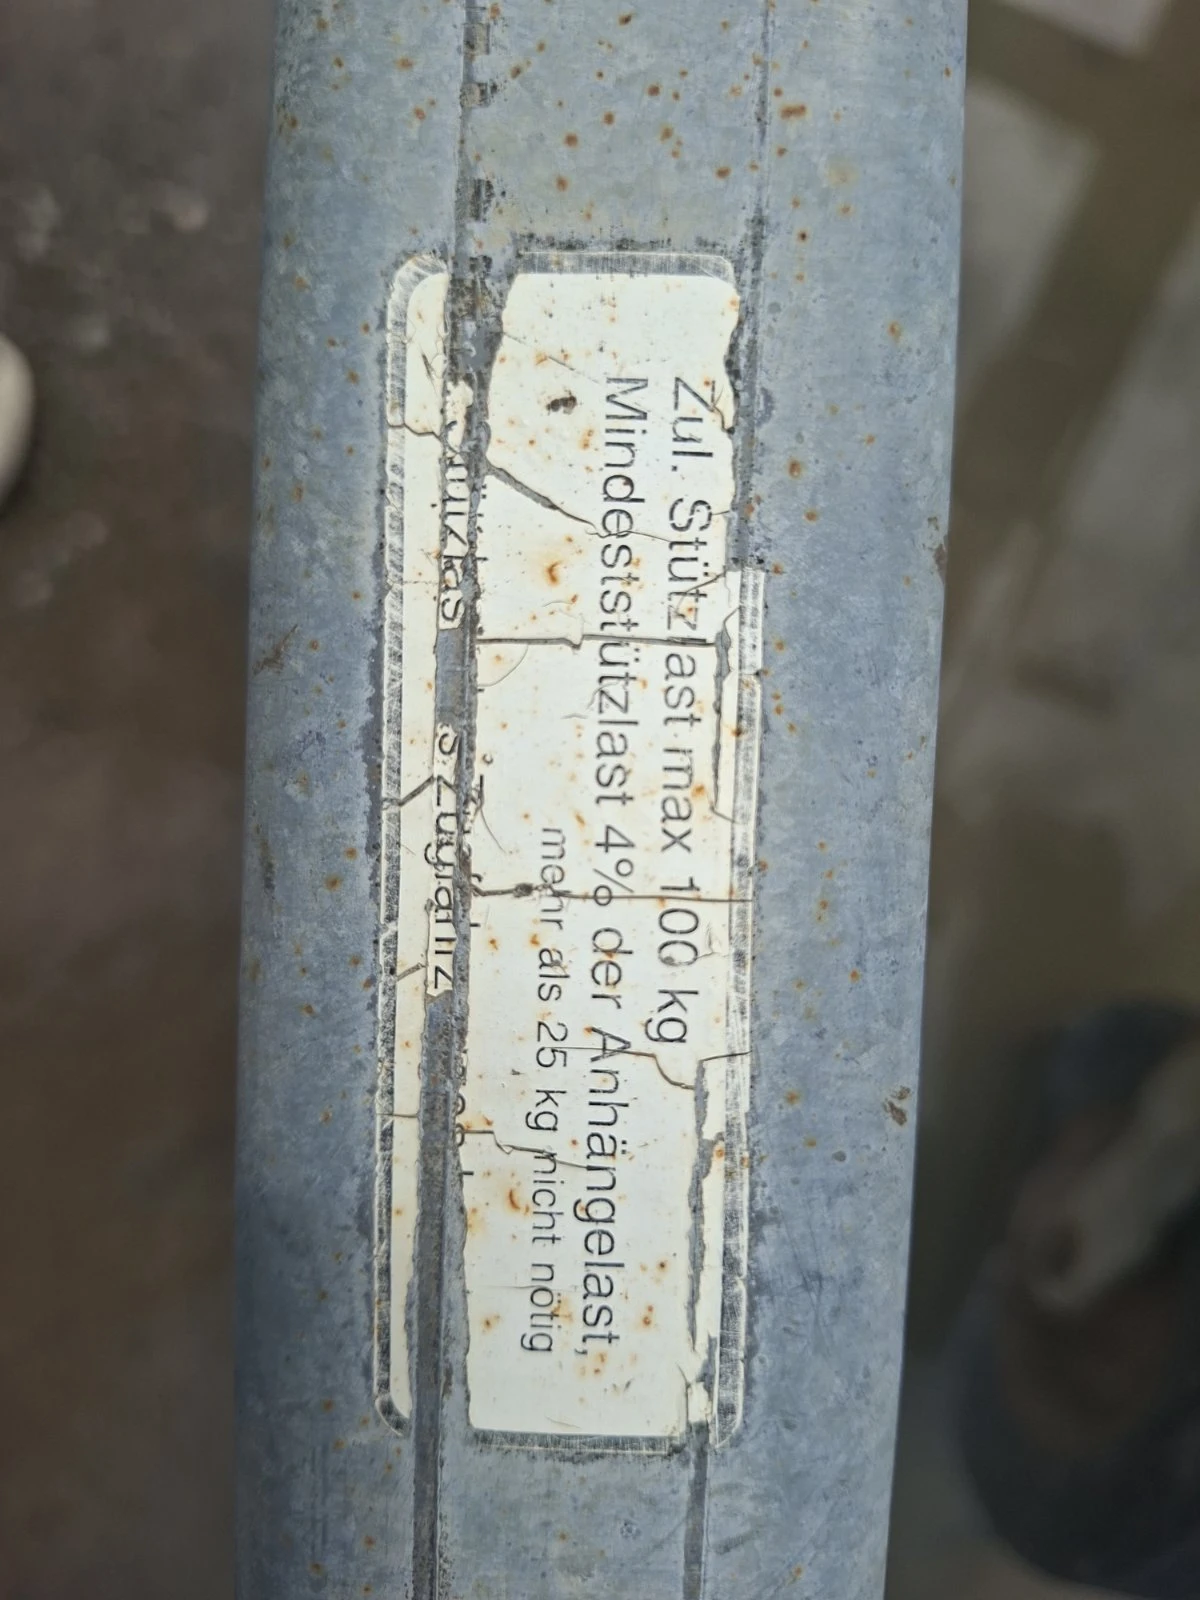 Zul. Stützlast max 100 kg
Mindeststützlast 4% der Anhängelast,
mehr als 25 kg nicht nötig